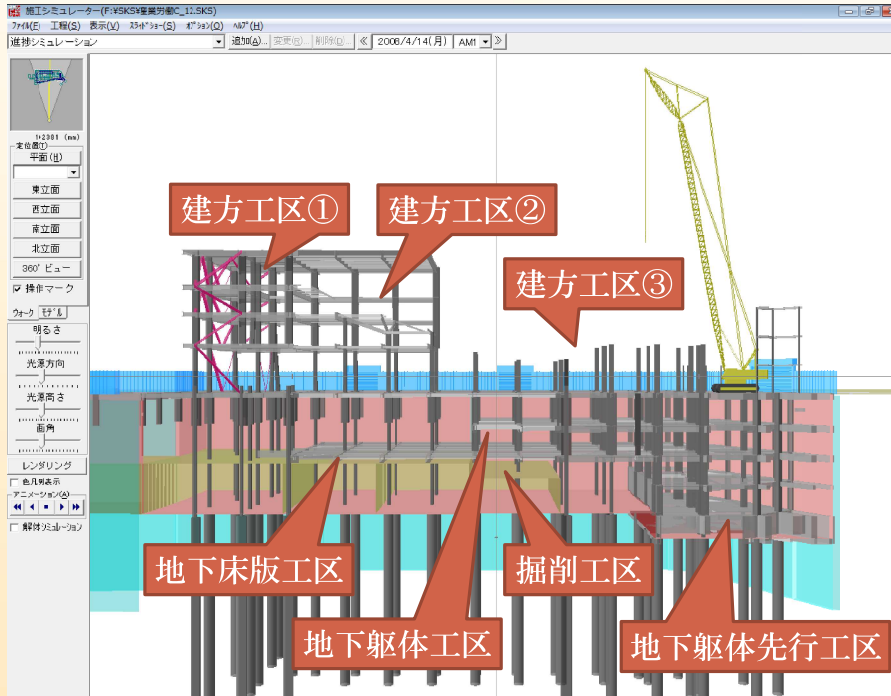 施工シミュレーター(F:¥SKS¥産業労働C_12.SKS)
ファイル(F) 工程(S) 表示(V) スライドショー(S) オプション(O) ヘルプ(H)
進捗シミュレーション 追加(A)... 変更(R)... 削除(D)... ≪ 2008/4/14(月) AM1 ≫
1:2381 (mm)
定位置(T)
平面(H)
東立面
西立面
南立面
北立面
360°ビュー
操作マーク
ウォーク モデル
明るさ
光源方向
光源高さ
画角
レンダリング
色凡例表示
アニメーション(A)
解体シミュレーション
建方工区①
建方工区②
建方工区③
地下床版工区
掘削工区
地下躯体工区
地下躯体先行工区